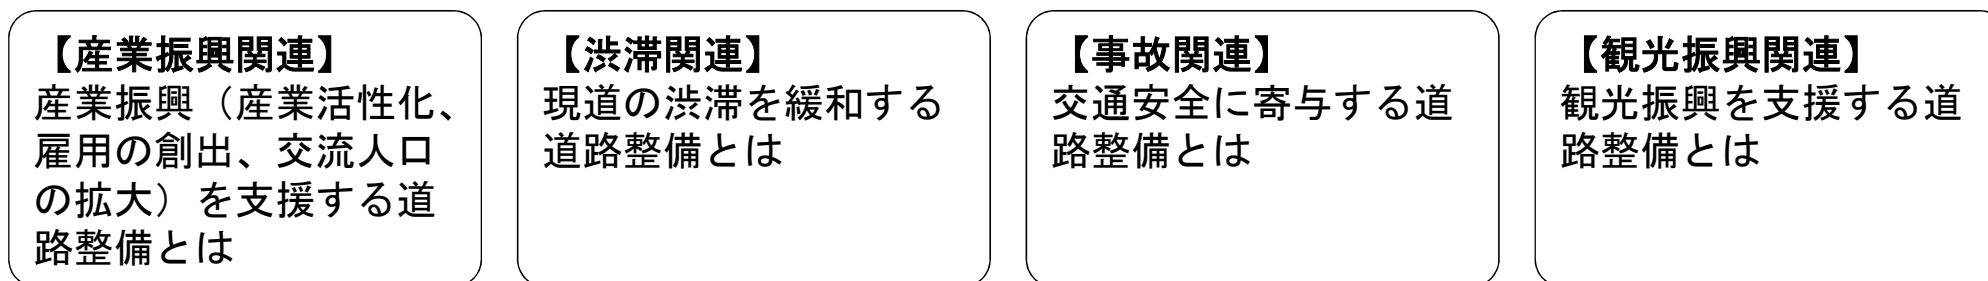 【産業振興関連】
産業振興（産業活性化、
雇用の創出、交流人口
の拡大）を支援する道
路整備とは
【渋滞関連】
現道の渋滞を緩和する
道路整備とは
【事故関連】
交通安全に寄与する道
路整備とは
【観光振興関連】
観光振興を支援する道
路整備とは